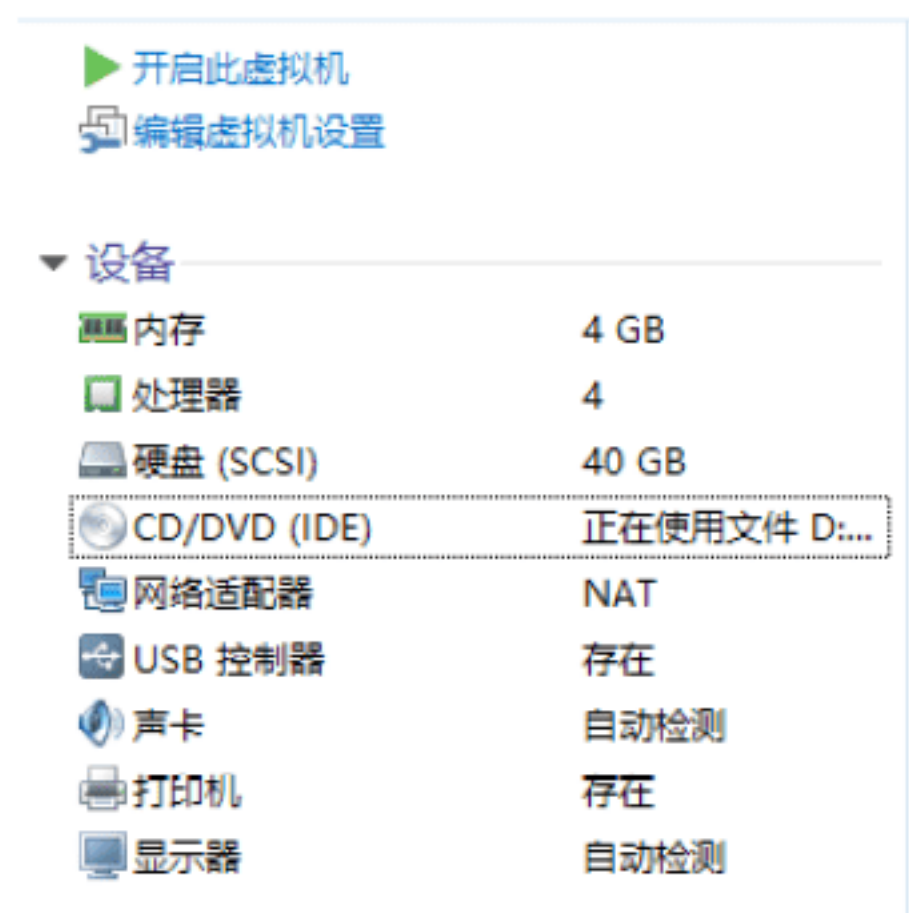 开启此虚拟机
编辑虚拟机设置
设备
内存 4 GB
处理器 4
硬盘 (SCSI) 40 GB
CD/DVD (IDE) 正在使用文件 D:...
网络适配器 NAT
USB 控制器 存在
声卡 自动检测
打印机 存在
显示器 自动检测